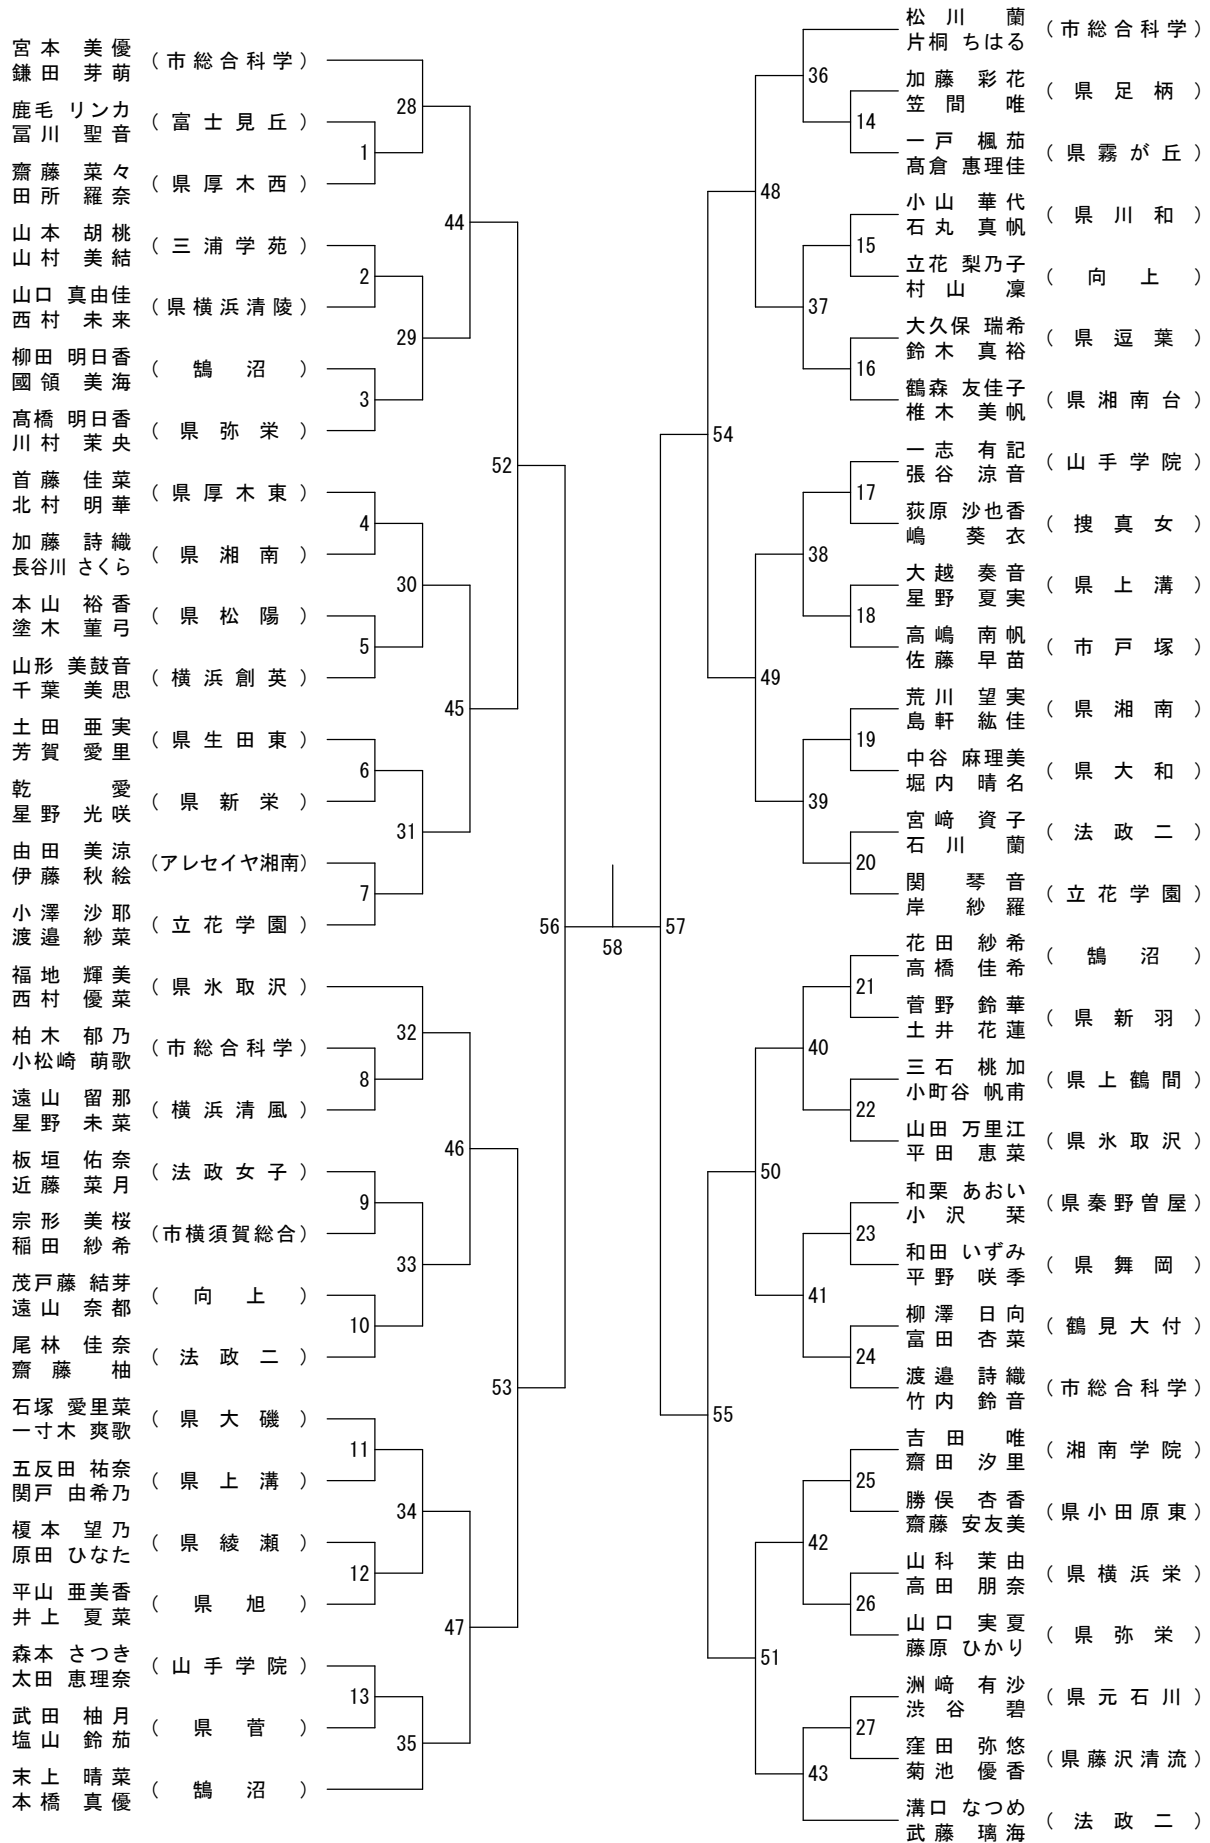 宮本 美優
鎌田 芽萌
(市総合科学)
鹿毛 リンカ
冨川 聖音
(富士見丘)
齋藤 菜々
田所 羅奈
(県厚木西)
山本 胡桃
山村 美結
(三浦学苑)
山口 真由佳
西村 未来
(県横浜清陵)
柳田 明日香
國領 美海
(鵠沼)
髙橋 明日香
川村 茉央
(県弥栄)
首藤 佳菜
北村 明華
(県厚木東)
加藤 詩織
長谷川 さくら
(県湘南)
本山 裕香
塗木 菫弓
(県松陽)
山形 美鼓音
千葉 美思
(横浜創英)
土田 亜実
芳賀 愛里
(県生田東)
乾 愛
星野 光咲
(県新栄)
由田 美涼
伊藤 秋絵
(アレセイヤ湘南)
小澤 沙耶
渡邉 紗菜
(立花学園)
福地 輝美
西村 優菜
(県氷取沢)
柏木 郁乃
小松崎 萌歌
(市総合科学)
遠山 留那
星野 未菜
(横浜清風)
板垣 佑奈
近藤 菜月
(法政女子)
宗形 美桜
稲田 紗希
(市横須賀総合)
茂戸藤 結芽
遠山 奈都
(向上)
尾林 佳奈
齋藤 柚
(法政二)
石塚 愛里菜
一寸木 爽歌
(県大磯)
五反田 祐奈
関戸 由希乃
(県上溝)
榎本 望乃
原田 ひなた
(県綾瀬)
平山 亜美香
井上 夏菜
(県旭)
森本 さつき
太田 恵理奈
(山手学院)
武田 柚月
塩山 鈴茄
(県菅)
末上 晴菜
本橋 真優
(鵠沼)
1
2
3
4
5
6
7
8
9
10
11
12
13
28
29
30
31
32
33
34
35
44
45
46
47
52
53
56
58
57
54
55
48
49
50
51
36
37
38
39
40
41
42
43
14
15
16
17
18
19
20
21
22
23
24
25
26
27
松川 蘭
片桐 ちはる
(市総合科学)
加藤 彩花
笠間 唯
(県足柄)
一戸 楓茄
髙倉 惠理佳
(県霧が丘)
小山 華代
石丸 真帆
(県川和)
立花 梨乃子
村山 凜
(向上)
大久保 瑞希
鈴木 真裕
(県逗葉)
鶴森 友佳子
椎木 美帆
(県湘南台)
一志 有記
張谷 涼音
(山手学院)
荻原 沙也香
嶋 葵衣
(捜真女)
大越 奏音
星野 夏実
(県上溝)
高嶋 南帆
佐藤 早苗
(市戸塚)
荒川 望実
島軒 紘佳
(県湘南)
中谷 麻理美
堀内 晴名
(県大和)
宮﨑 資子
石川 蘭
(法政二)
関 琴音
岸 紗羅
(立花学園)
花田 紗希
高橋 佳希
(鵠沼)
菅野 鈴華
土井 花蓮
(県新羽)
三石 桃加
小町谷 帆甫
(県上鶴間)
山田 万里江
平田 恵菜
(県氷取沢)
和栗 あおい
小沢 栞
(県秦野曽屋)
和田 いずみ
平野 咲季
(県舞岡)
柳澤 日向
富田 杏菜
(鶴見大付)
渡邉 詩織
竹内 鈴音
(市総合科学)
吉田 唯
齋田 汐里
(湘南学院)
勝俣 杏香
齋藤 安友美
(県小田原東)
山科 茉由
高田 朋奈
(県横浜栄)
山口 実夏
藤原 ひかり
(県弥栄)
洲﨑 有沙
渋谷 碧
(県元石川)
窪田 弥悠
菊池 優香
(県藤沢清流)
溝口 なつめ
武藤 璃海
(法政二)